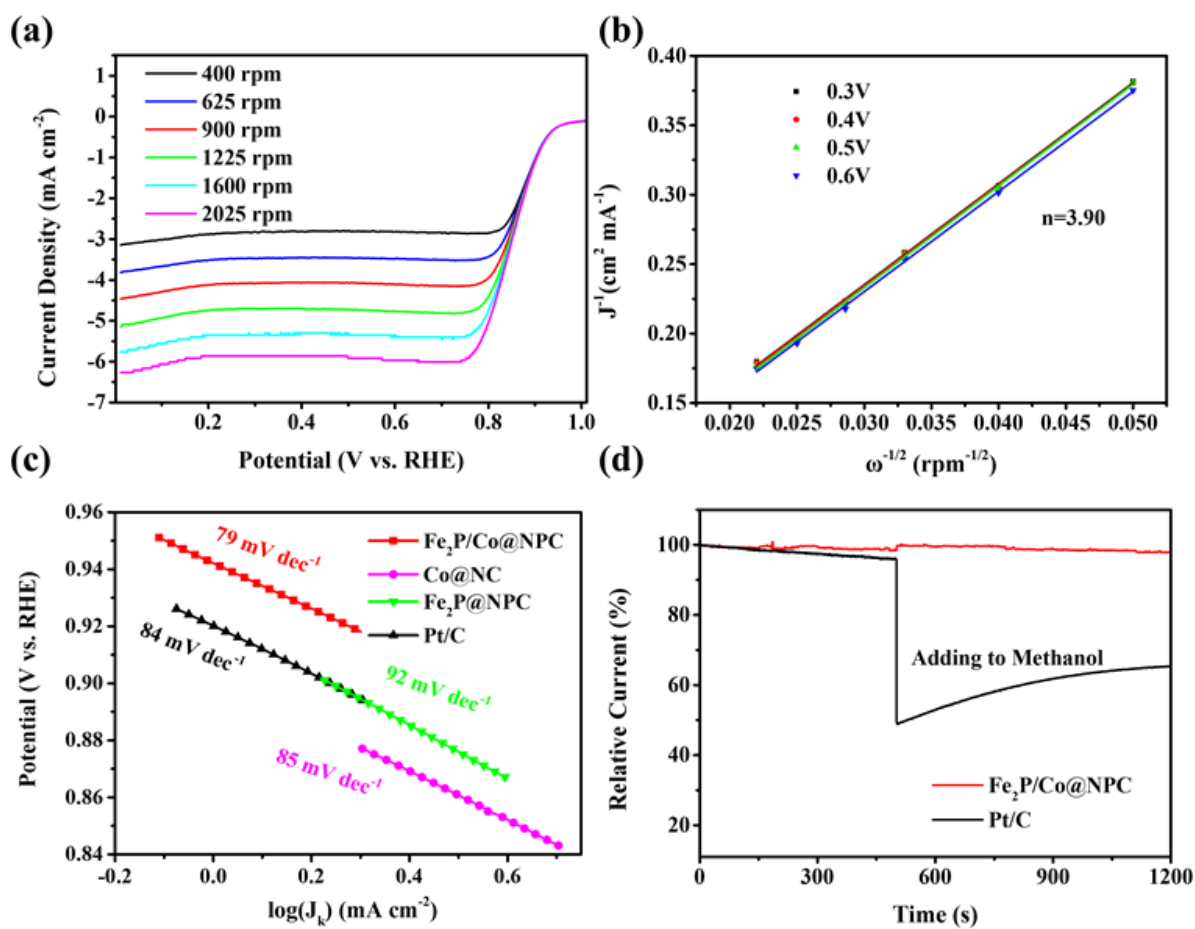 (a)
1
0
-1
-2
-3
-4
-5
-6
-7
0.2 0.4 0.6 0.8 1.0
Current Density (mA cm⁻²)
Potential (V vs. RHE)
400 rpm
625 rpm
900 rpm
1225 rpm
1600 rpm
2025 rpm
(b)
0.40
0.35
0.30
0.25
0.20
0.15
0.020 0.025 0.030 0.035 0.040 0.045 0.050
J⁻¹(cm² mA⁻¹)
ω⁻¹ᐟ² (rpm⁻¹ᐟ²)
0.3V
0.4V
0.5V
0.6V
n=3.90
(c)
0.96
0.94
0.92
0.90
0.88
0.86
0.84
-0.2 0.0 0.2 0.4 0.6
Potential (V vs. RHE)
log(Jₖ) (mA cm⁻²)
79 mV dec⁻¹
84 mV dec⁻¹
92 mV dec⁻¹
85 mV dec⁻¹
Fe₂P/Co@NPC
Co@NC
Fe₂P@NPC
Pt/C
(d)
100
80
60
40
20
0 300 600 900 1200
Relative Current (%)
Time (s)
Adding to Methanol
Fe₂P/Co@NPC
Pt/C